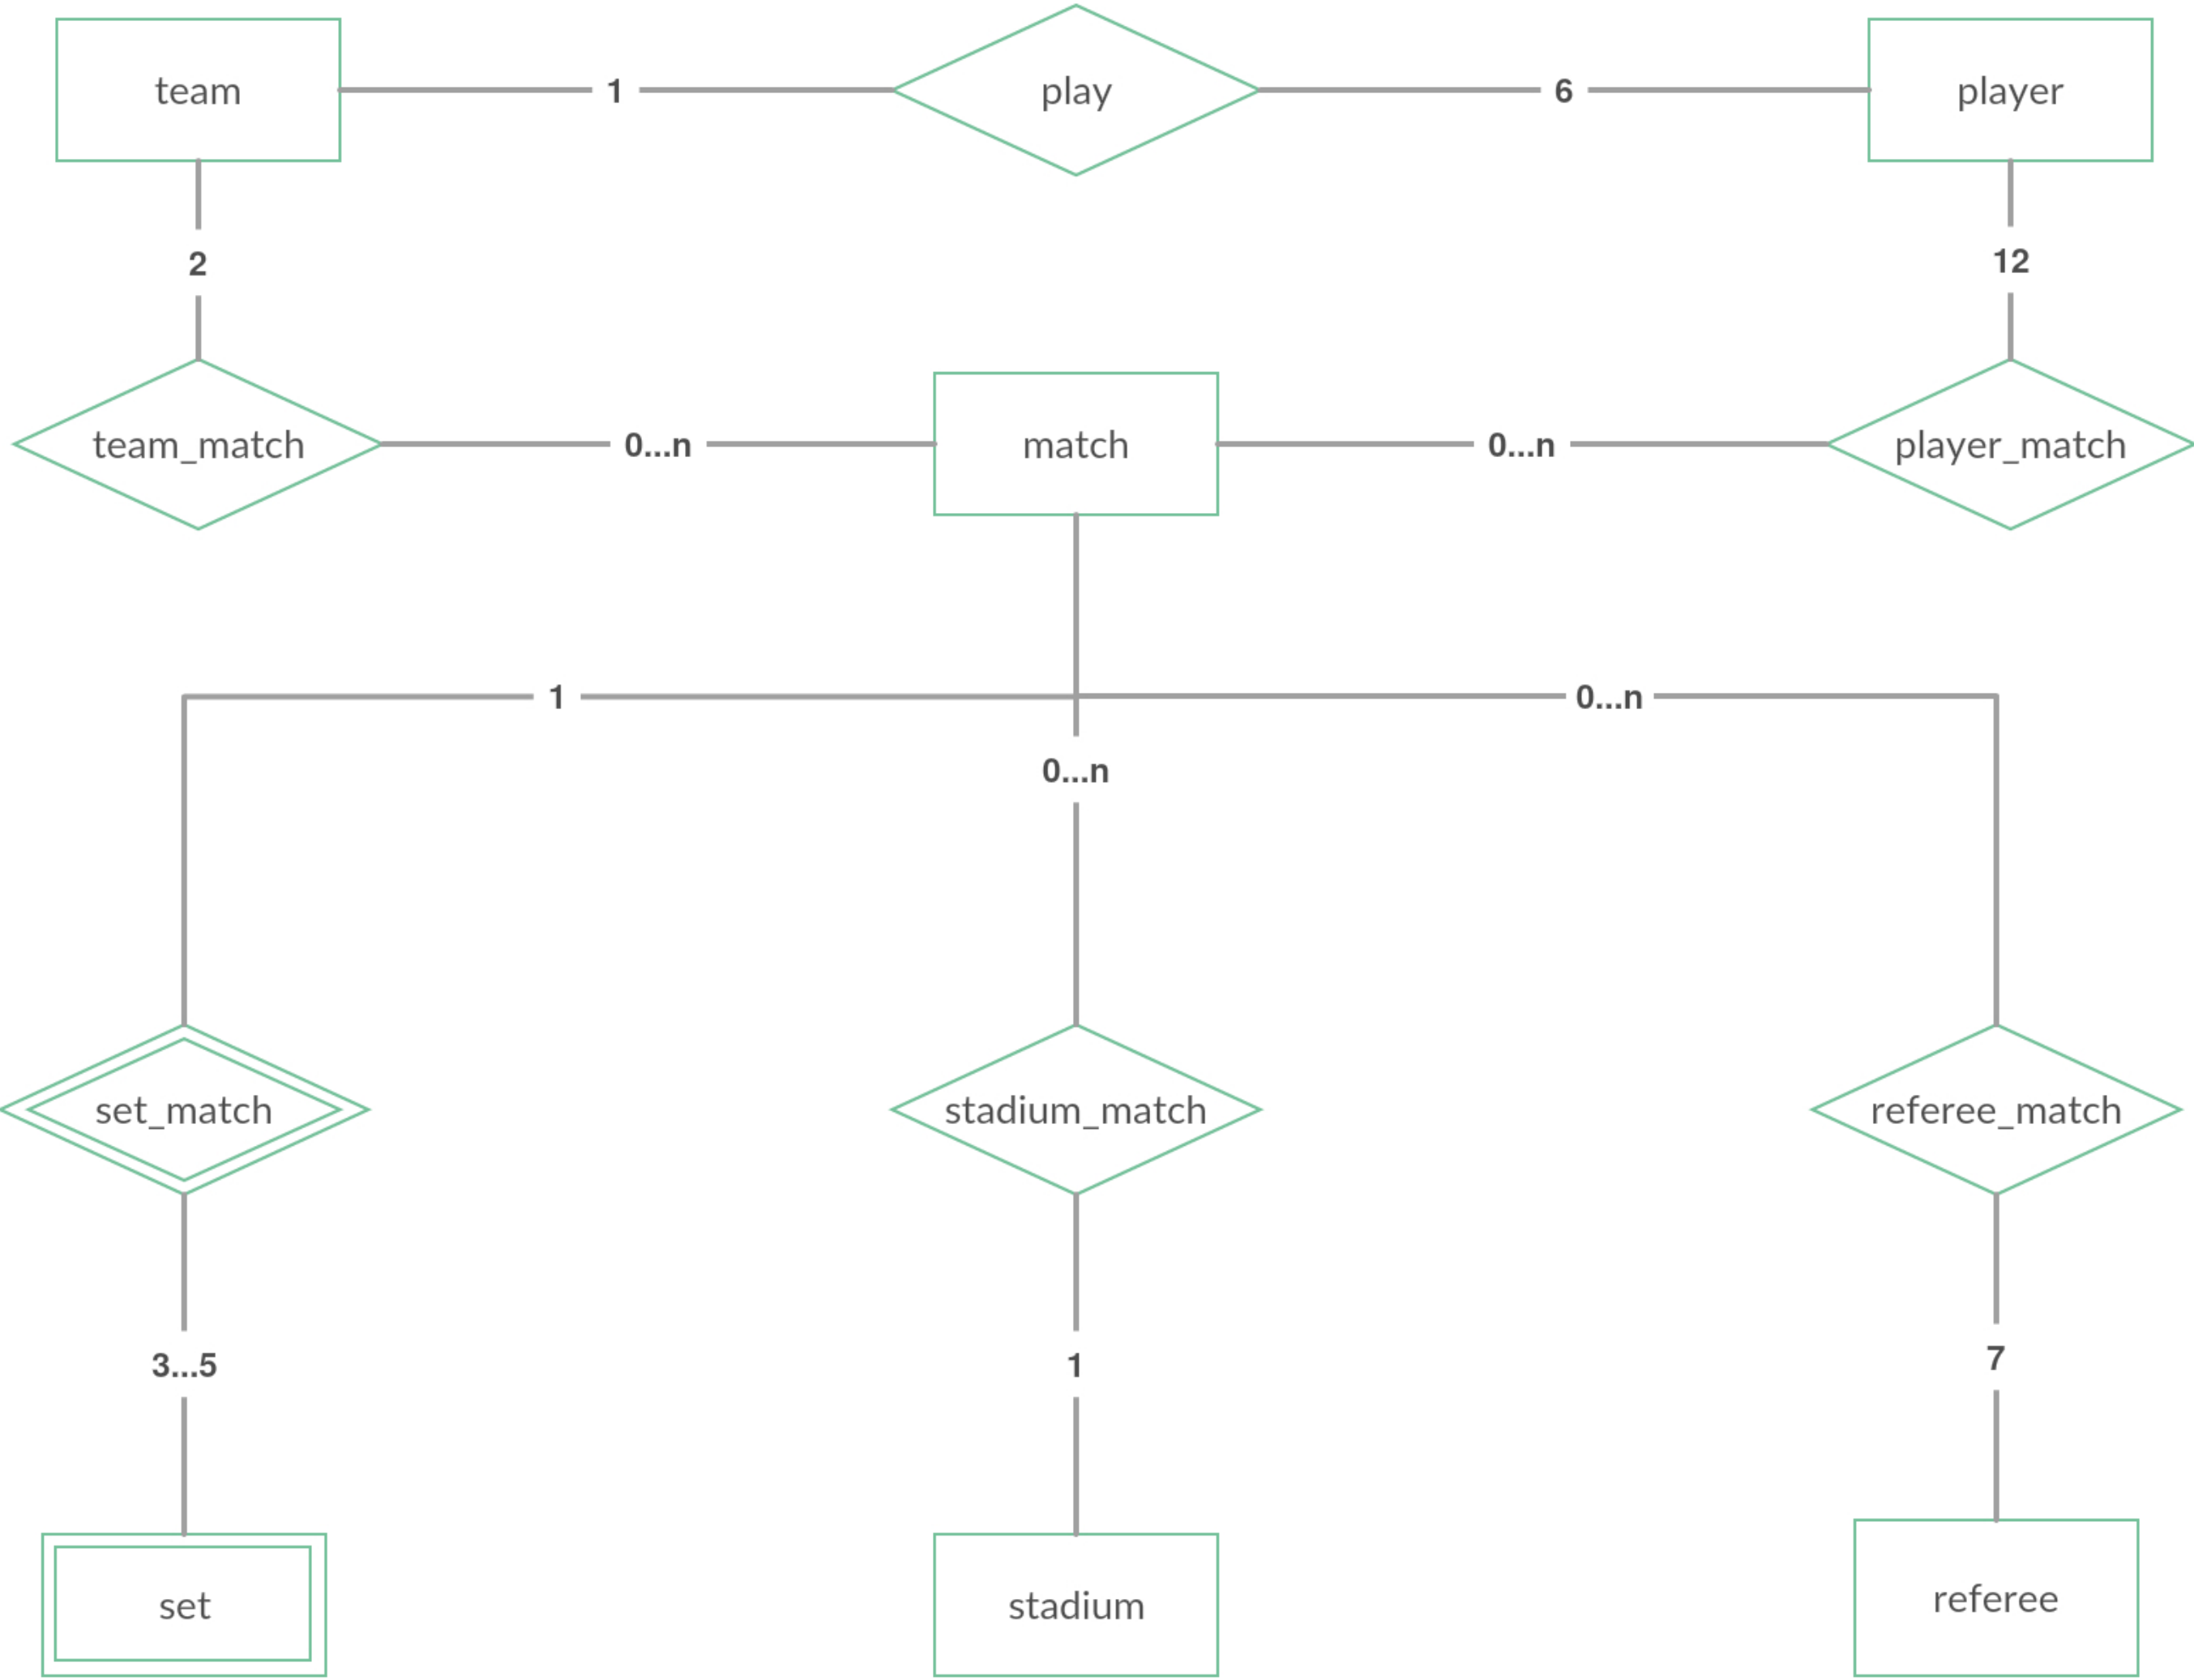 team
1
play
6
player
2
12
team_match
0...n
match
0...n
player_match
1
0...n
0...n
set_match
stadium_match
referee_match
3...5
1
7
set
stadium
referee